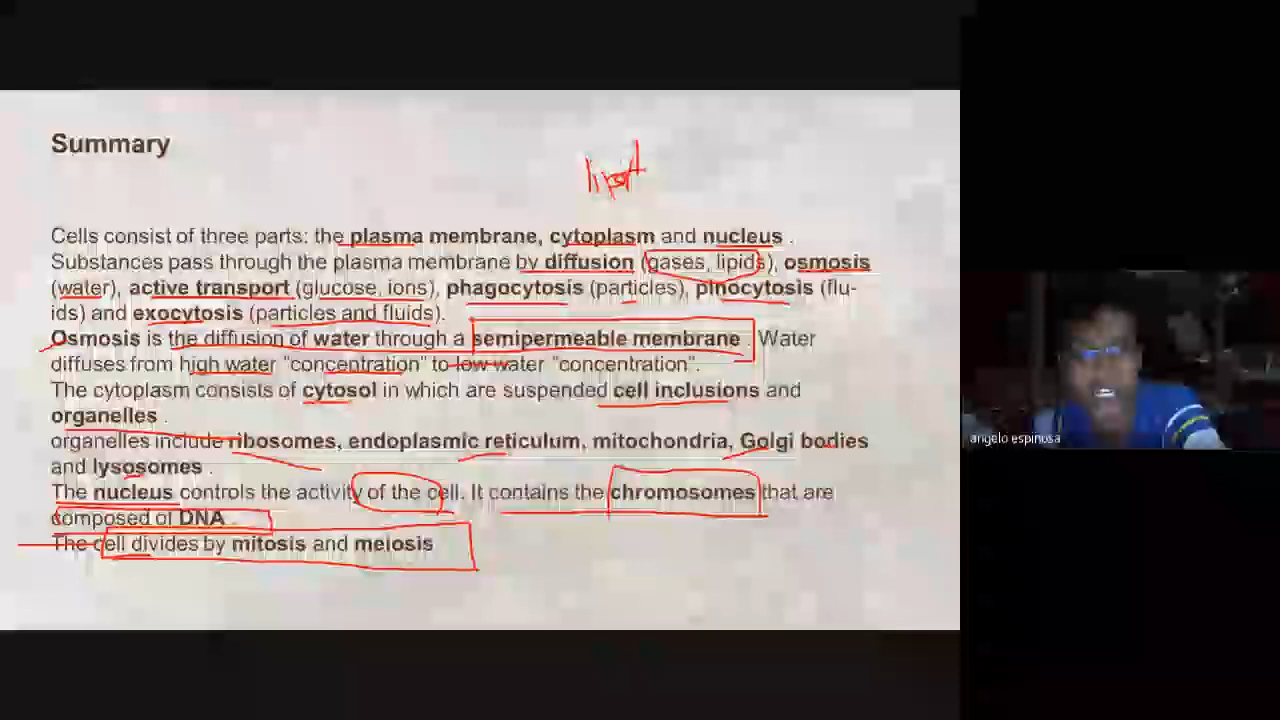 Summary
lipid
Cells consist of three parts: the plasma membrane, cytoplasm and nucleus .
Substances pass through the plasma membrane by diffusion (gases, lipids), osmosis
(water), active transport (glucose, ions), phagocytosis (particles), pinocytosis (flu-
ids) and exocytosis (particles and fluids).
Osmosis is the diffusion of water through a semipermeable membrane . Water
diffuses from high water "concentration" to low water "concentration".
The cytoplasm consists of cytosol in which are suspended cell inclusions and
organelles .
organelles include ribosomes, endoplasmic reticulum, mitochondria, Golgi bodies
and lysosomes .
The nucleus controls the activity of the cell. It contains the chromosomes that are
composed of DNA .
The cell divides by mitosis and meiosis
angelo espinosa